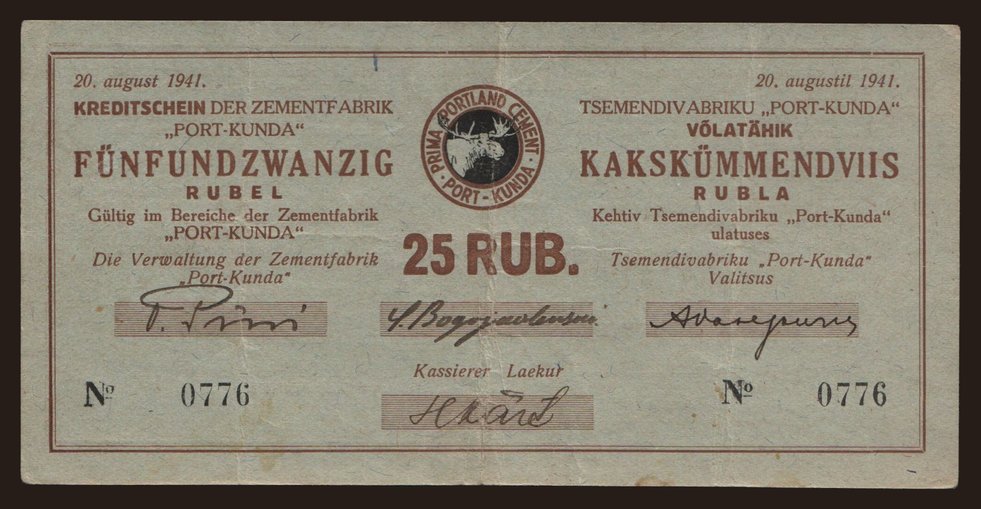 20. august 1941.
KREDITSCHEIN DER ZEMENTFABRIK
„PORT-KUNDA“
FÜNFUNDZWANZIG
RUBEL
Gültig im Bereiche der Zementfabrik
„PORT-KUNDA“
Die Verwaltung der Zementfabrik
„Port-Kunda“
PRIMA PORTLAND CEMENT
· PORT-KUNDA ·
25 RUB.
20. augustil 1941.
TSEMENDIVABRIKU „PORT-KUNDA“
VÕLATÄHIK
KAKSKÜMMENDVIIS
RUBLA
Kehtiv Tsemendivabriku „Port-Kunda“
ulatuses
Tsemendivabriku „Port-Kunda“
Valitsus
Kassierer Laekur
№ 0776
№ 0776